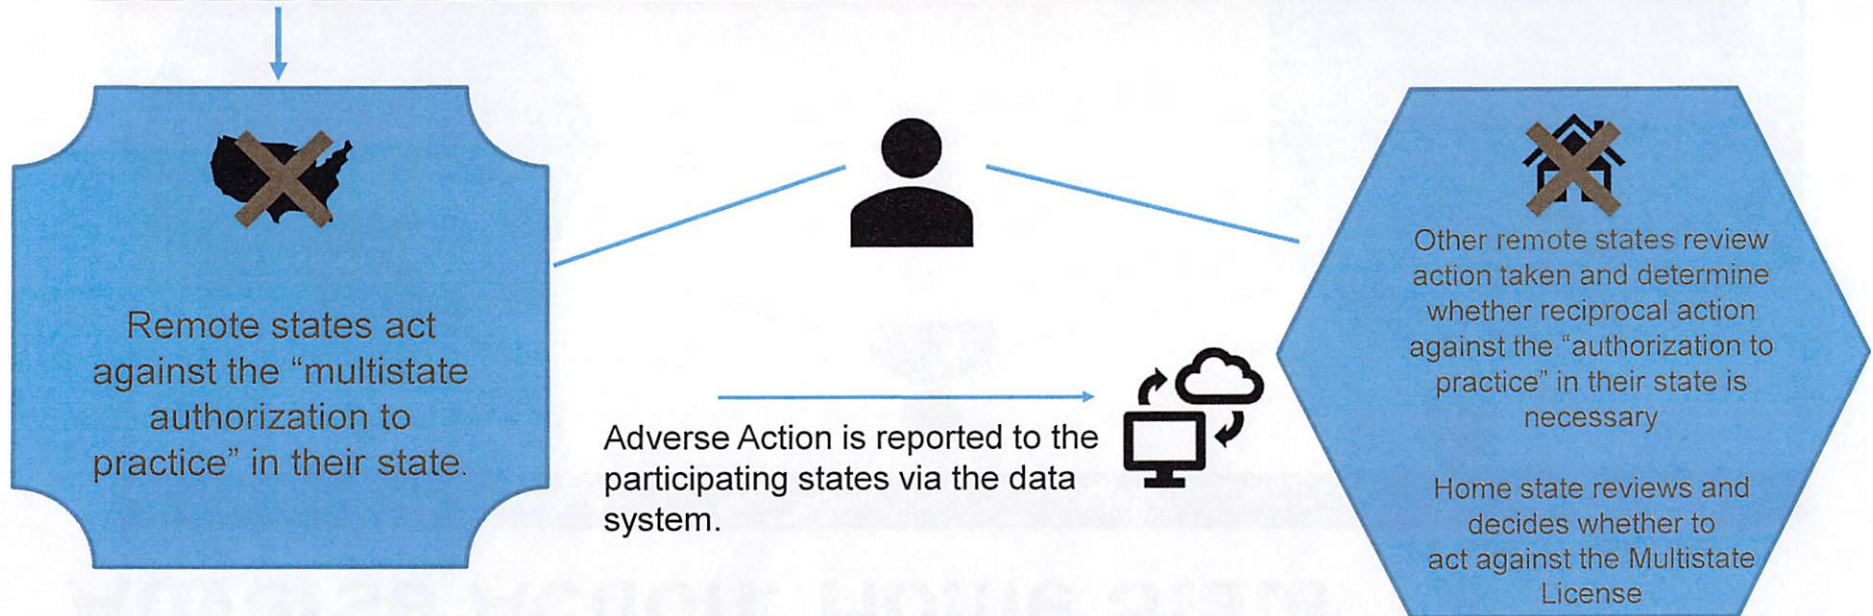 Remote states act
against the “multistate
authorization to
practice” in their state.
Adverse Action is reported to the
participating states via the data
system.
Other remote states review
action taken and determine
whether reciprocal action
against the “authorization to
practice” in their state is
necessary
Home state reviews and
decides whether to
act against the Multistate
License